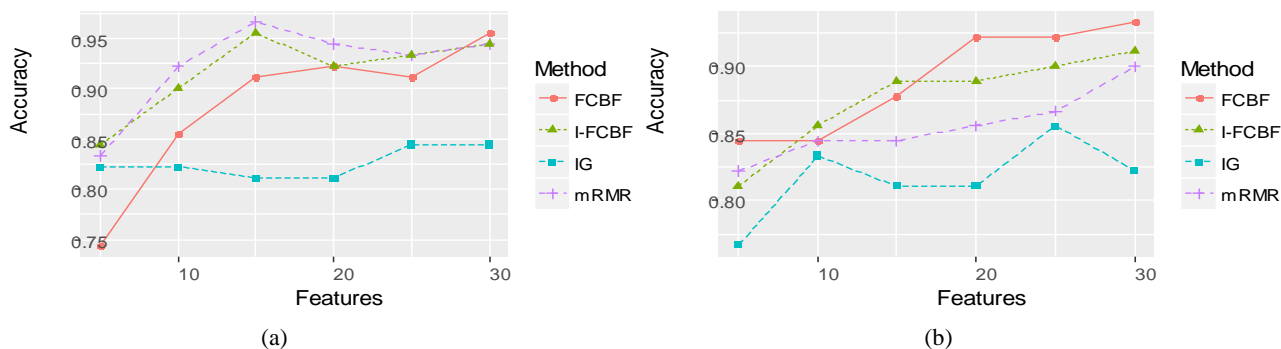 Accuracy
0.95
0.90
0.85
0.80
0.75
10
20
30
Features
Method
FCBF
I-FCBF
IG
mRMR
(a)
Accuracy
0.90
0.85
0.80
10
20
30
Features
Method
FCBF
I-FCBF
IG
mRMR
(b)